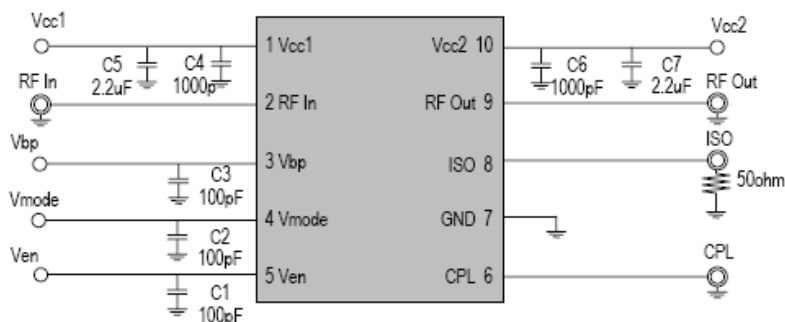 Vcc1
C5
2.2uF
C4
1000p
1 Vcc1
Vcc2 10
C6
1000pF
C7
2.2uF
Vcc2
RF In
2 RF In
RF Out 9
RF Out
Vbp
C3
100pF
3 Vbp
ISO 8
ISO
50ohm
Vmode
C2
100pF
4 Vmode
GND 7
Ven
C1
100pF
5 Ven
CPL 6
CPL